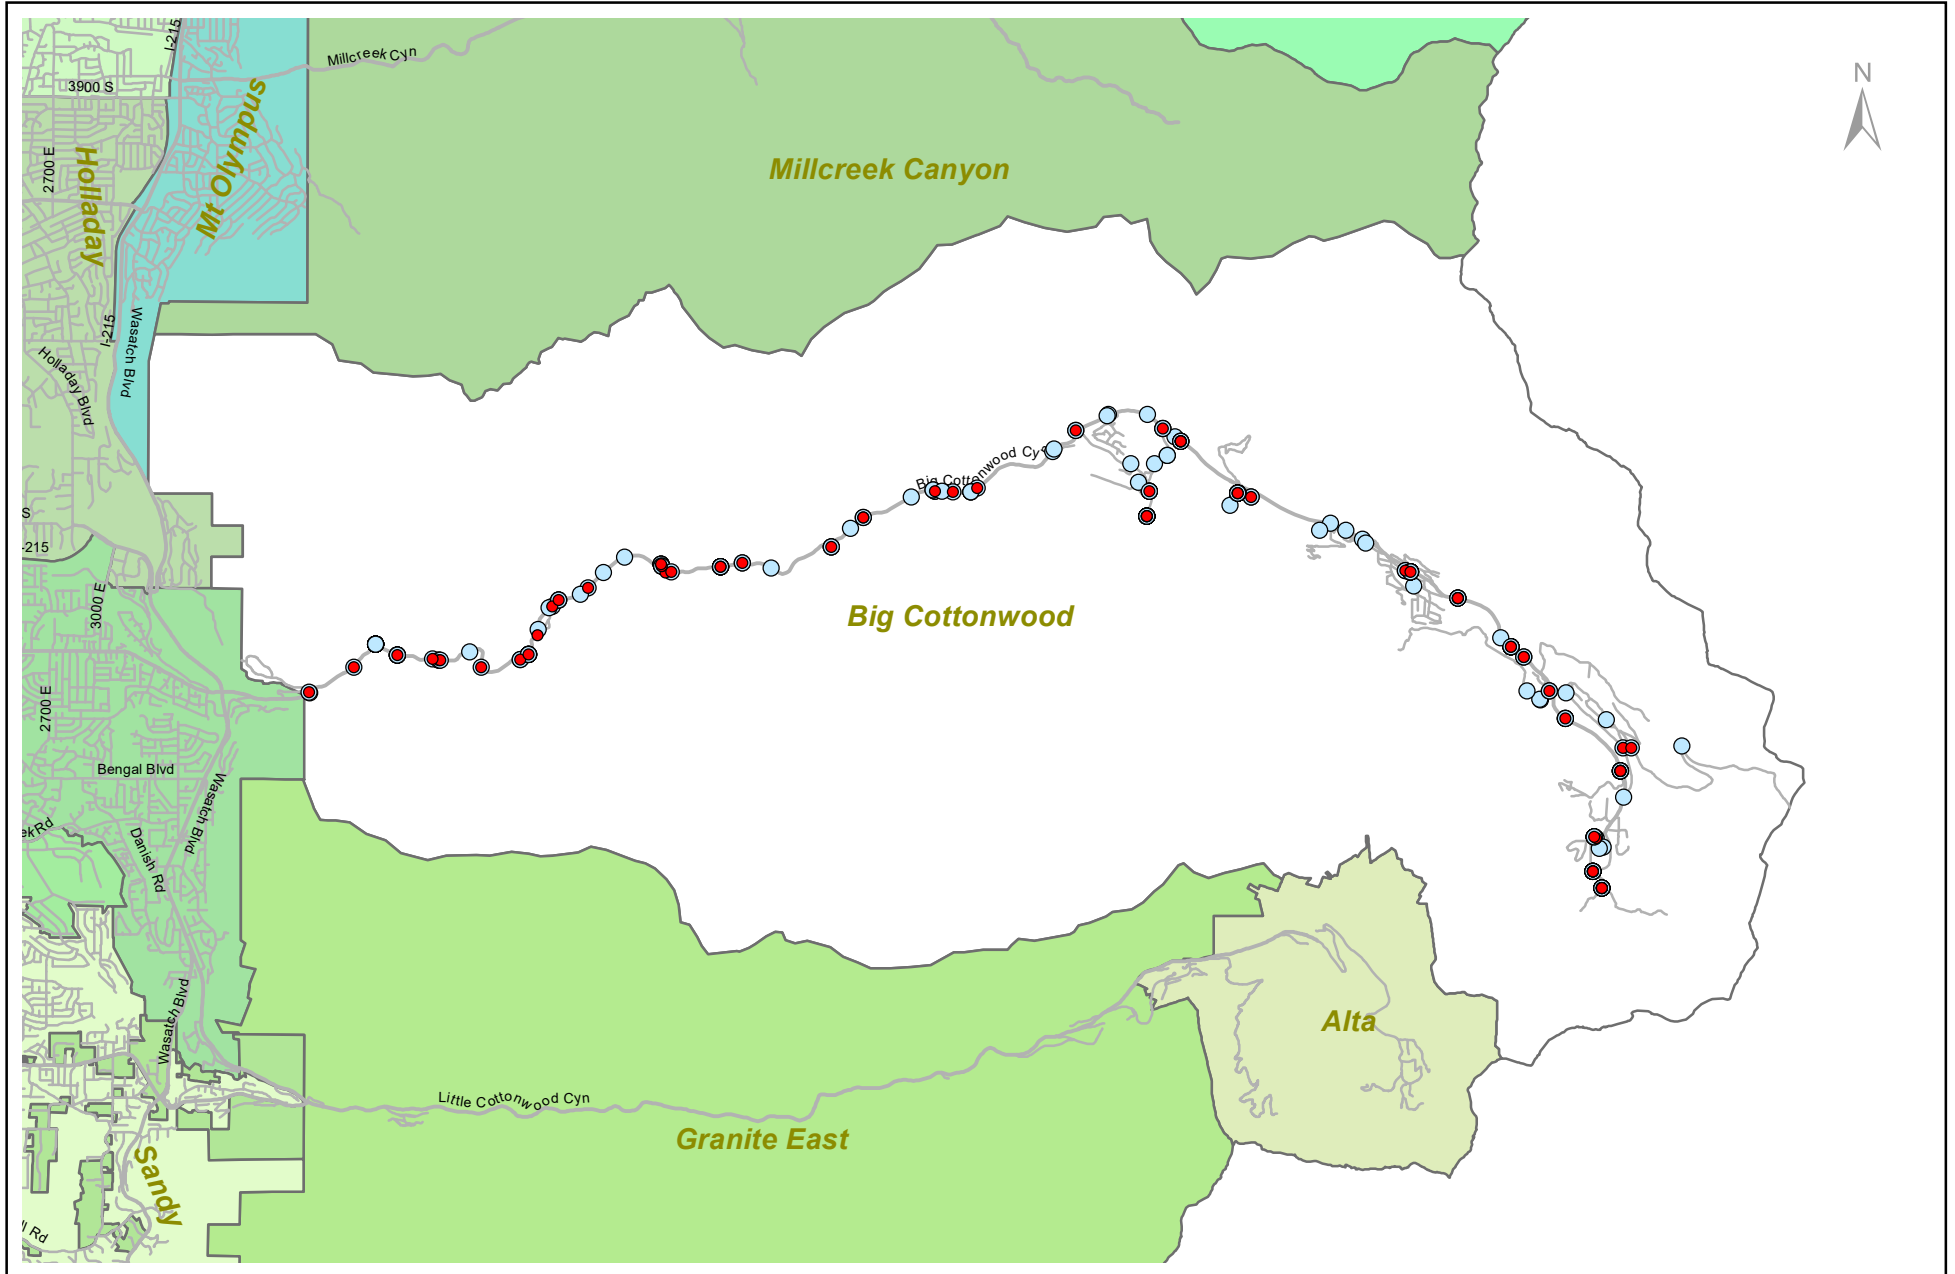 I-215
Millcreek Cyn
N
3900 S
Mt Olympus
Holladay
2700 E
Millcreek Canyon
I-215
Wasatch Blvd
Holladay Blvd
Big Cottonwood Cyn
S
-215
3000 E
Big Cottonwood
2700 E
Bengal Blvd
Wasatch Blvd
ek Rd
Danish Rd
Wasatch Blvd
Alta
Little Cottonwood Cyn
Granite East
Sandy
ll Rd